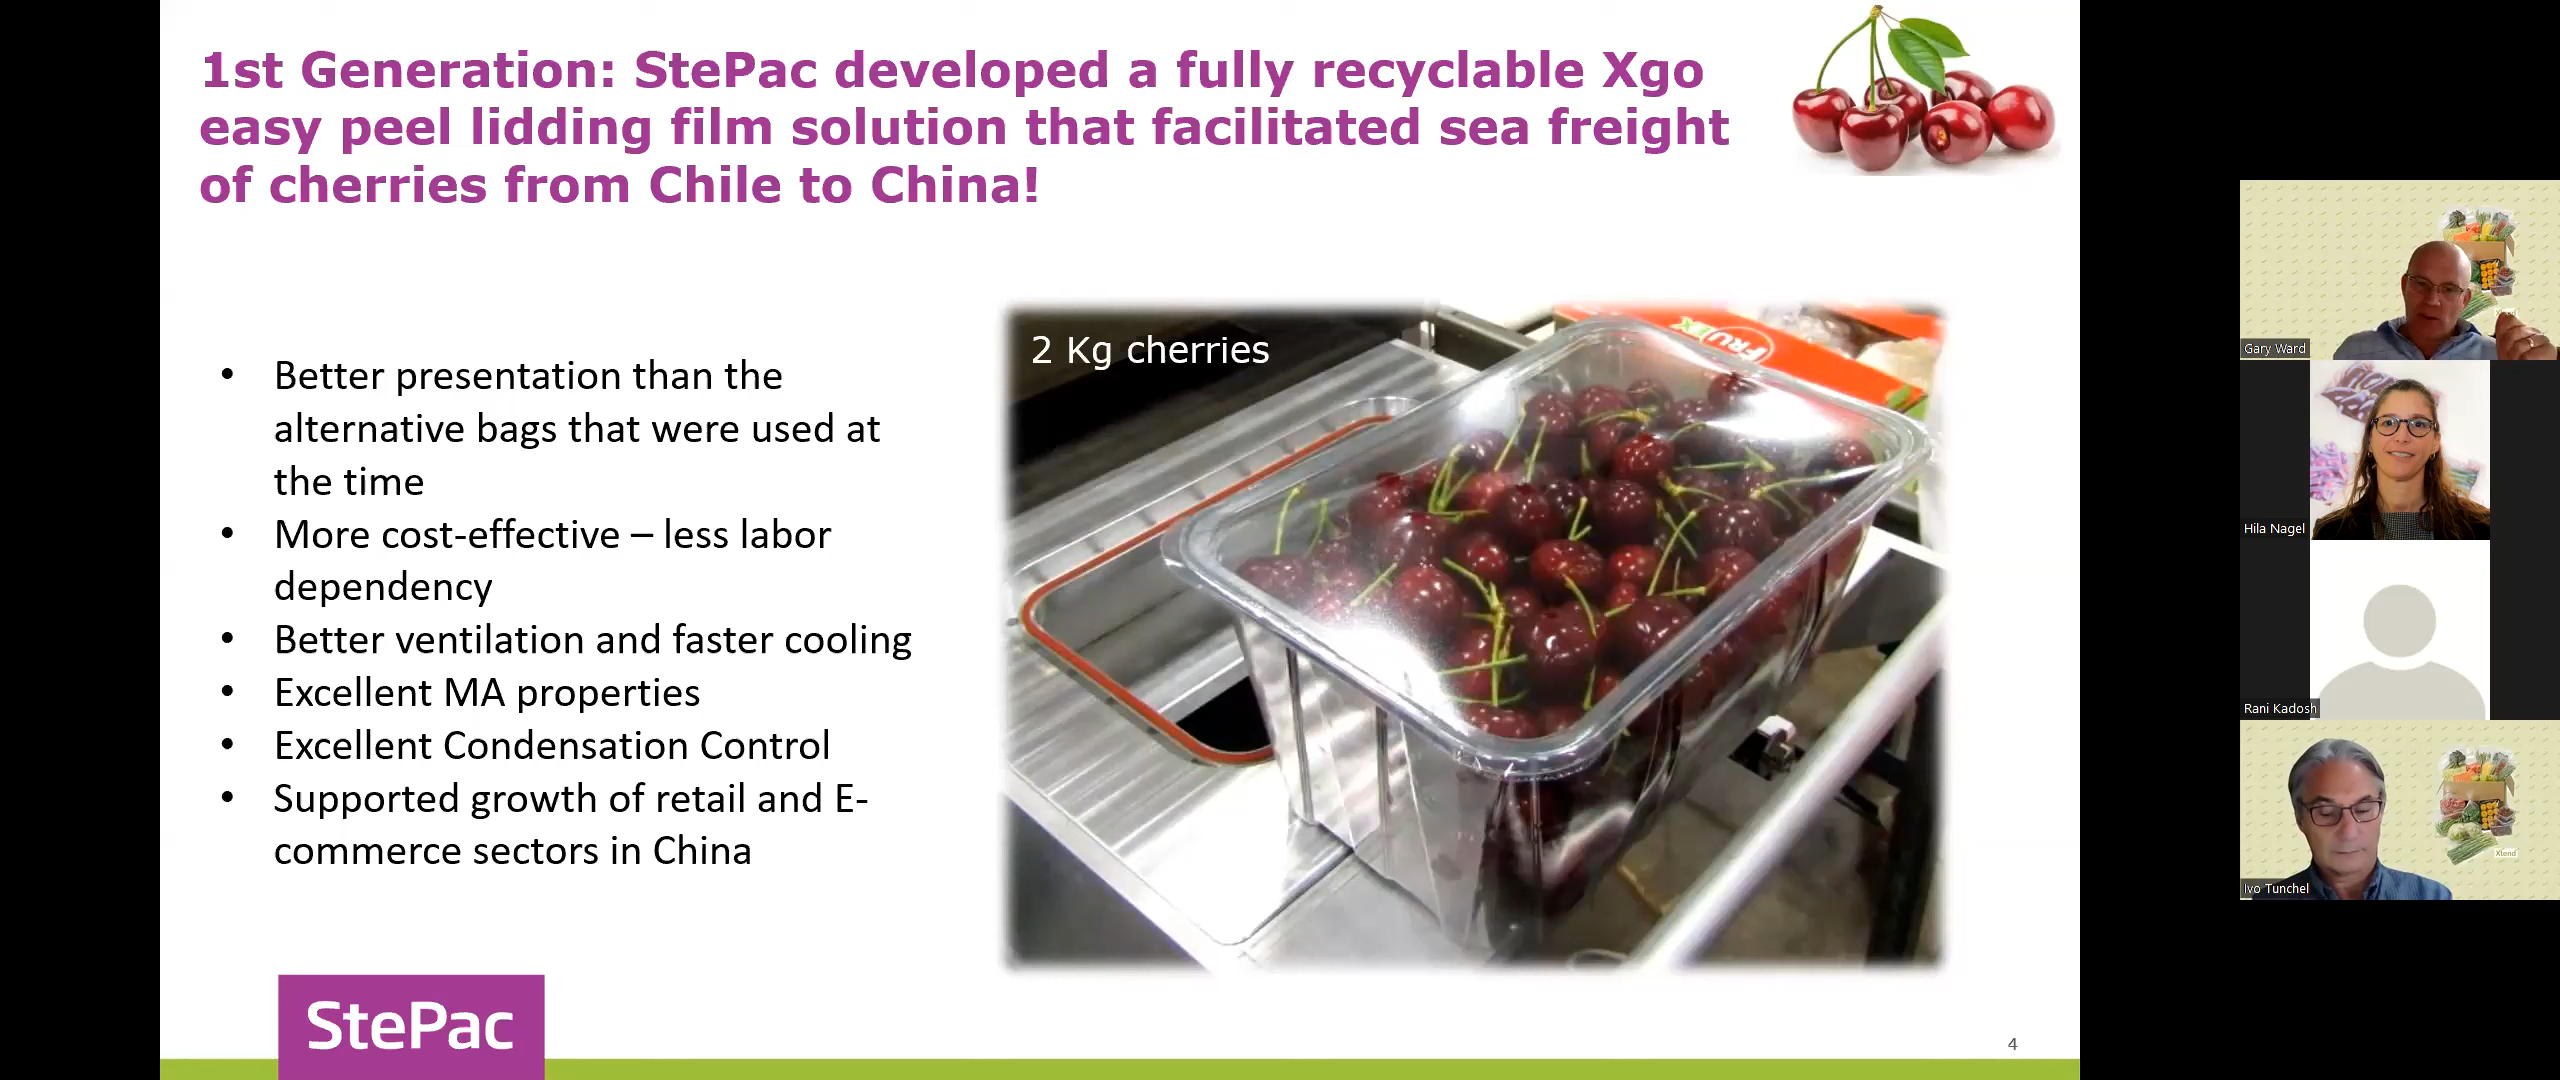 1st Generation: StePac developed a fully recyclable Xgo
easy peel lidding film solution that facilitated sea freight
of cherries from Chile to China!
• Better presentation than the
alternative bags that were used at
the time
• More cost-effective – less labor
dependency
• Better ventilation and faster cooling
• Excellent MA properties
• Excellent Condensation Control
• Supported growth of retail and E-
commerce sectors in China
2 Kg cherries
StePac
4
Gary Ward
Hila Nagel
Rani Kadosh
Xtend
Ivo Tunchel